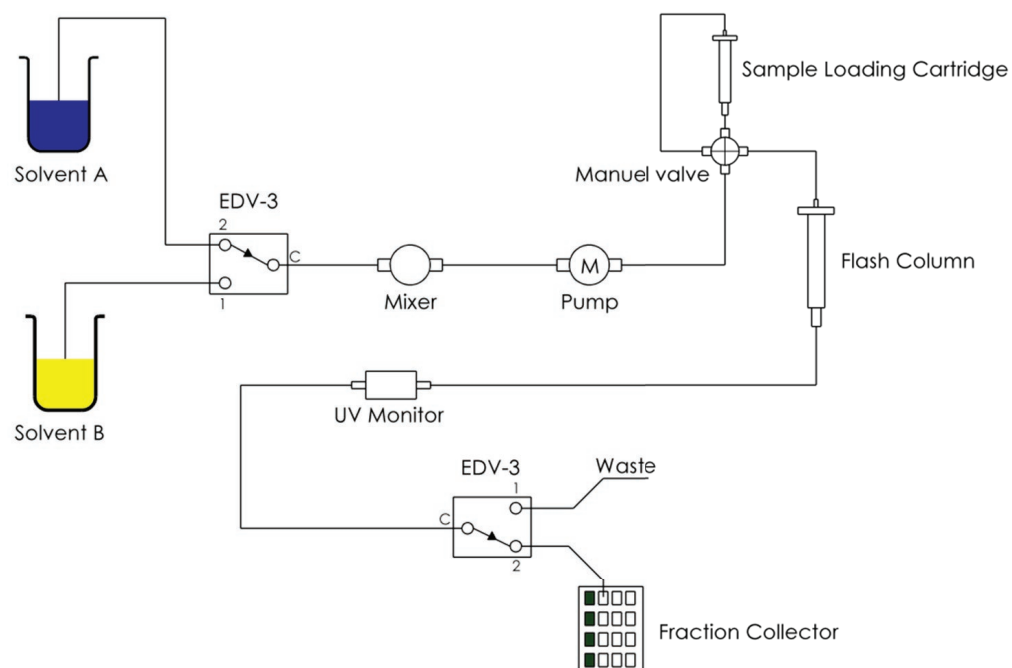 Sample Loading Cartridge
Solvent A
Manuel valve
EDV-3
2
C
M
Flash Column
1
Mixer
Pump
UV Monitor
Solvent B
EDV-3
Waste
1
C
2
Fraction Collector